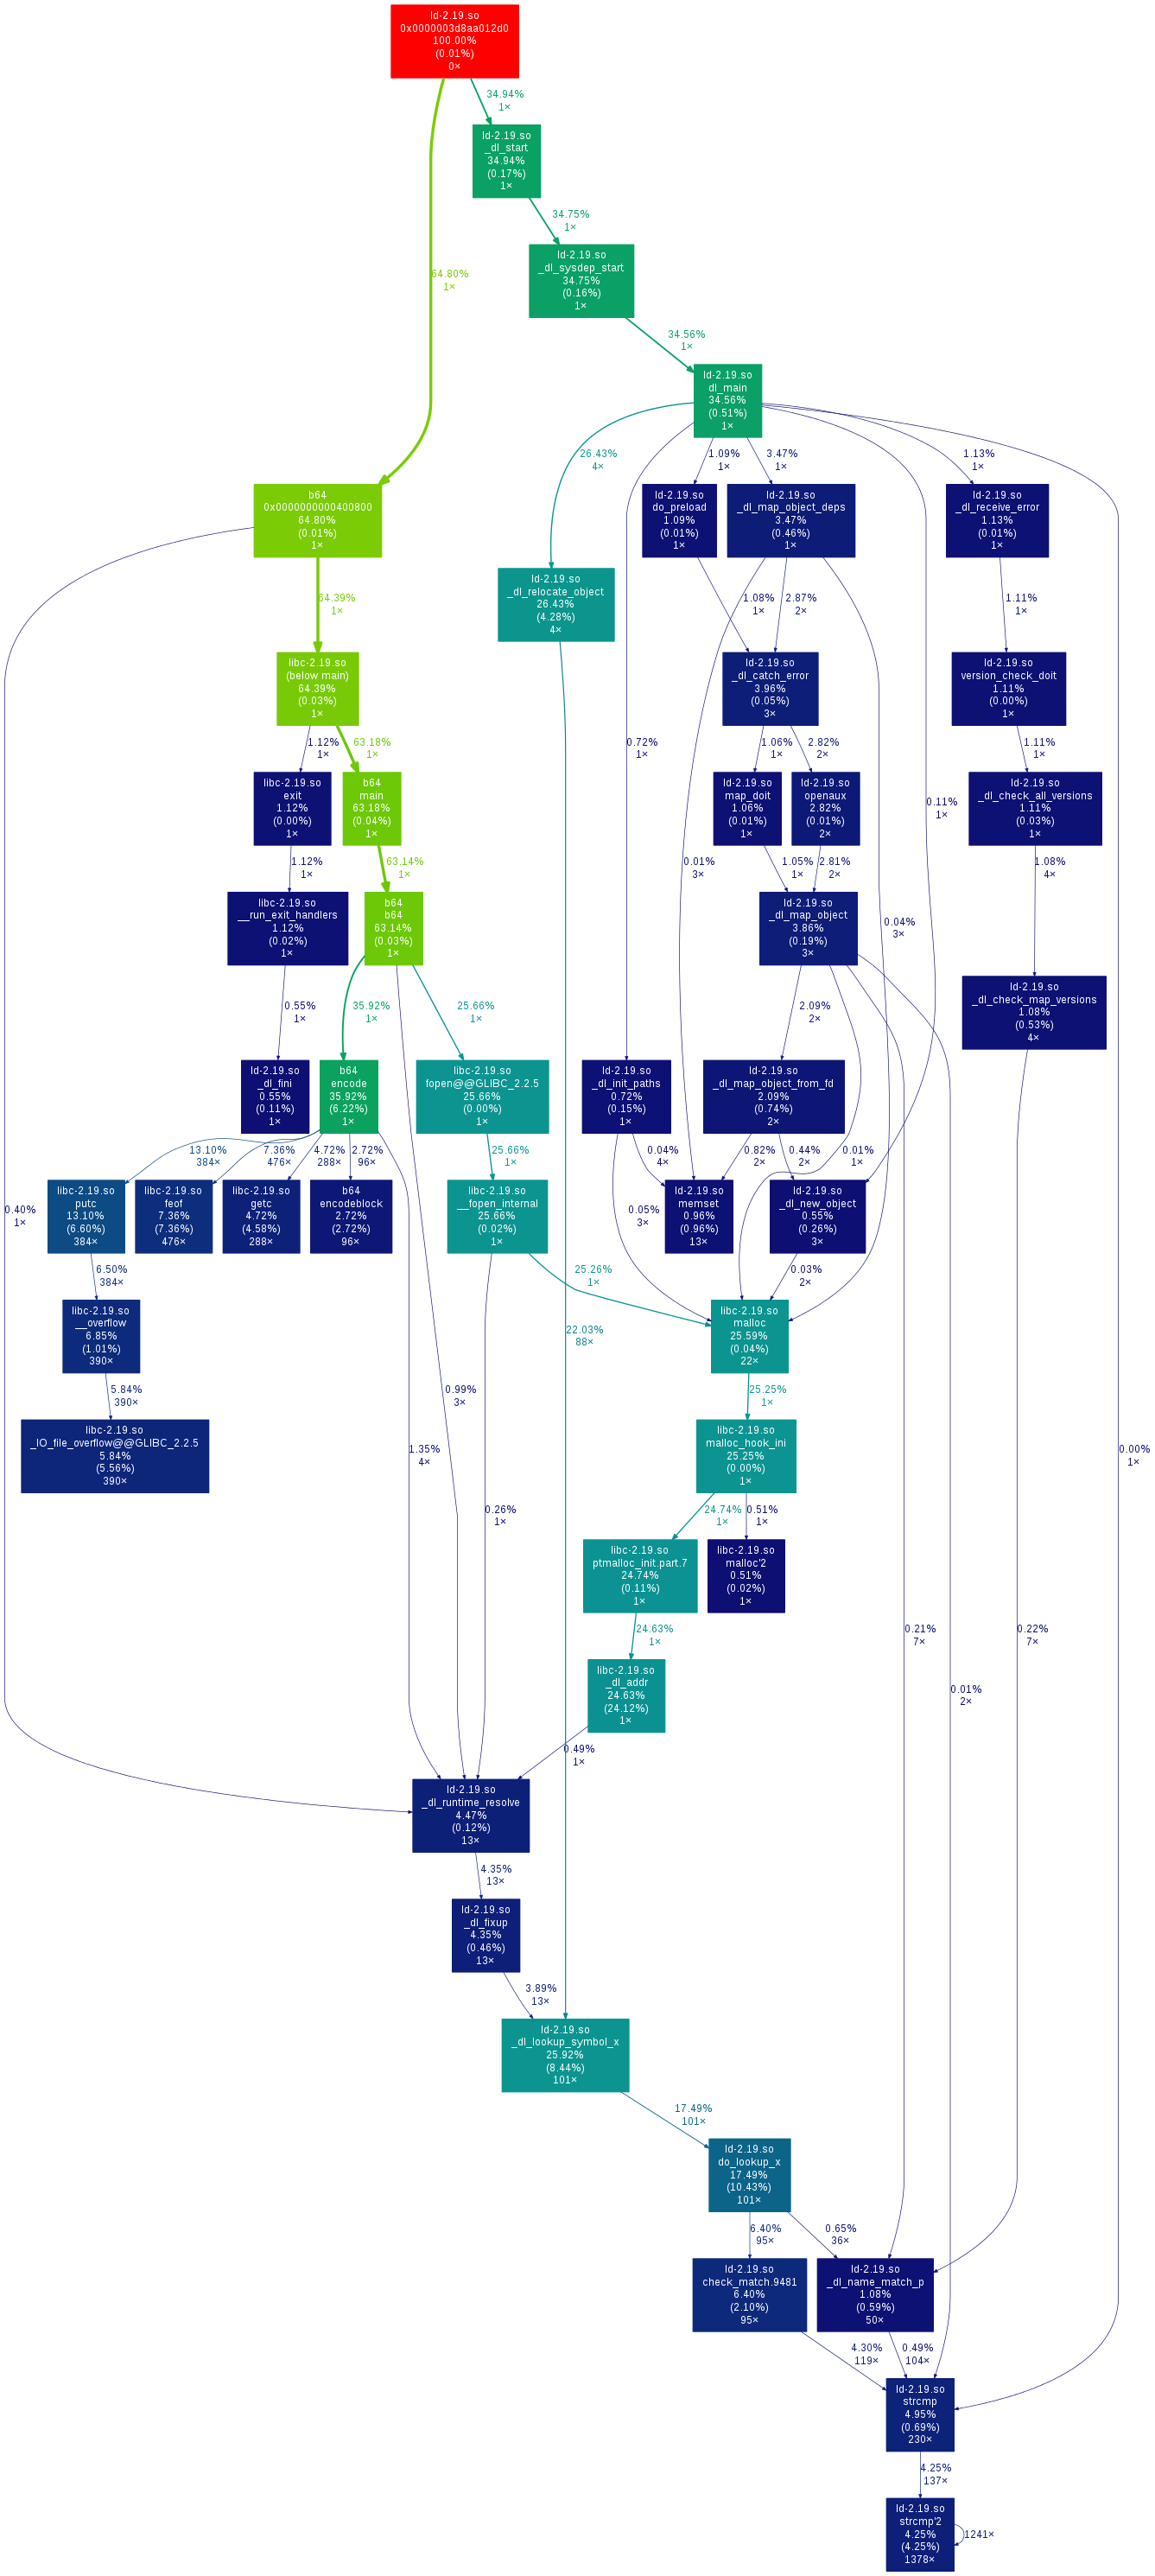 ld-2.19.so
0x0000003d8aa012d0
100.00%
(0.01%)
0×
34.94%
1×
ld-2.19.so
_dl_start
34.94%
(0.17%)
1×
34.75%
1×
ld-2.19.so
_dl_sysdep_start
34.75%
(0.16%)
1×
64.80%
1×
34.56%
1×
ld-2.19.so
dl_main
34.56%
(0.51%)
1×
26.43%
4×
1.09%
1×
3.47%
1×
1.13%
1×
b64
0x0000000000400800
64.80%
(0.01%)
1×
ld-2.19.so
do_preload
1.09%
(0.01%)
1×
ld-2.19.so
_dl_map_object_deps
3.47%
(0.46%)
1×
ld-2.19.so
_dl_receive_error
1.13%
(0.01%)
1×
ld-2.19.so
_dl_relocate_object
26.43%
(4.28%)
4×
64.39%
1×
1.08%
1×
2.87%
2×
1.11%
1×
libc-2.19.so
(below main)
64.39%
(0.03%)
1×
ld-2.19.so
_dl_catch_error
3.96%
(0.05%)
3×
ld-2.19.so
version_check_doit
1.11%
(0.00%)
1×
1.12%
1×
63.18%
1×
0.72%
1×
1.06%
1×
2.82%
2×
1.11%
1×
libc-2.19.so
exit
1.12%
(0.00%)
1×
b64
main
63.18%
(0.04%)
1×
ld-2.19.so
map_doit
1.06%
(0.01%)
1×
ld-2.19.so
openaux
2.82%
(0.01%)
2×
0.11%
1×
ld-2.19.so
_dl_check_all_versions
1.11%
(0.03%)
1×
1.12%
1×
63.14%
1×
0.01%
3×
1.05%
1×
2.81%
2×
1.08%
4×
libc-2.19.so
__run_exit_handlers
1.12%
(0.02%)
1×
b64
b64
63.14%
(0.03%)
1×
ld-2.19.so
_dl_map_object
3.86%
(0.19%)
3×
0.04%
3×
0.55%
1×
35.92%
1×
25.66%
1×
2.09%
2×
ld-2.19.so
_dl_check_map_versions
1.08%
(0.53%)
4×
ld-2.19.so
_dl_fini
0.55%
(0.11%)
1×
b64
encode
35.92%
(6.22%)
1×
libc-2.19.so
fopen@@GLIBC_2.2.5
25.66%
(0.00%)
1×
ld-2.19.so
_dl_init_paths
0.72%
(0.15%)
1×
ld-2.19.so
_dl_map_object_from_fd
2.09%
(0.74%)
2×
13.10%
384×
7.36%
476×
4.72%
288×
2.72%
96×
25.66%
1×
0.04%
4×
0.82%
2×
0.44%
2×
0.01%
1×
0.40%
1×
libc-2.19.so
putc
13.10%
(6.60%)
384×
libc-2.19.so
feof
7.36%
(7.36%)
476×
libc-2.19.so
getc
4.72%
(4.58%)
288×
b64
encodeblock
2.72%
(2.72%)
96×
libc-2.19.so
__fopen_internal
25.66%
(0.02%)
1×
0.05%
3×
ld-2.19.so
memset
0.96%
(0.96%)
13×
ld-2.19.so
_dl_new_object
0.55%
(0.26%)
3×
6.50%
384×
25.26%
1×
0.03%
2×
libc-2.19.so
__overflow
6.85%
(1.01%)
390×
22.03%
88×
libc-2.19.so
malloc
25.59%
(0.04%)
22×
5.84%
390×
0.99%
3×
25.25%
1×
libc-2.19.so
_IO_file_overflow@@GLIBC_2.2.5
5.84%
(5.56%)
390×
1.35%
4×
libc-2.19.so
malloc_hook_ini
25.25%
(0.00%)
1×
0.00%
1×
0.26%
1×
24.74%
1×
0.51%
1×
libc-2.19.so
ptmalloc_init.part.7
24.74%
(0.11%)
1×
libc-2.19.so
malloc'2
0.51%
(0.02%)
1×
24.63%
1×
0.21%
7×
0.22%
7×
libc-2.19.so
_dl_addr
24.63%
(24.12%)
1×
0.01%
2×
0.49%
1×
ld-2.19.so
_dl_runtime_resolve
4.47%
(0.12%)
13×
4.35%
13×
ld-2.19.so
_dl_fixup
4.35%
(0.46%)
13×
3.89%
13×
ld-2.19.so
_dl_lookup_symbol_x
25.92%
(8.44%)
101×
17.49%
101×
ld-2.19.so
do_lookup_x
17.49%
(10.43%)
101×
6.40%
95×
0.65%
36×
ld-2.19.so
check_match.9481
6.40%
(2.10%)
95×
ld-2.19.so
_dl_name_match_p
1.08%
(0.59%)
50×
4.30%
119×
0.49%
104×
ld-2.19.so
strcmp
4.95%
(0.69%)
230×
4.25%
137×
ld-2.19.so
strcmp'2
4.25%
(4.25%)
1378×
1241×